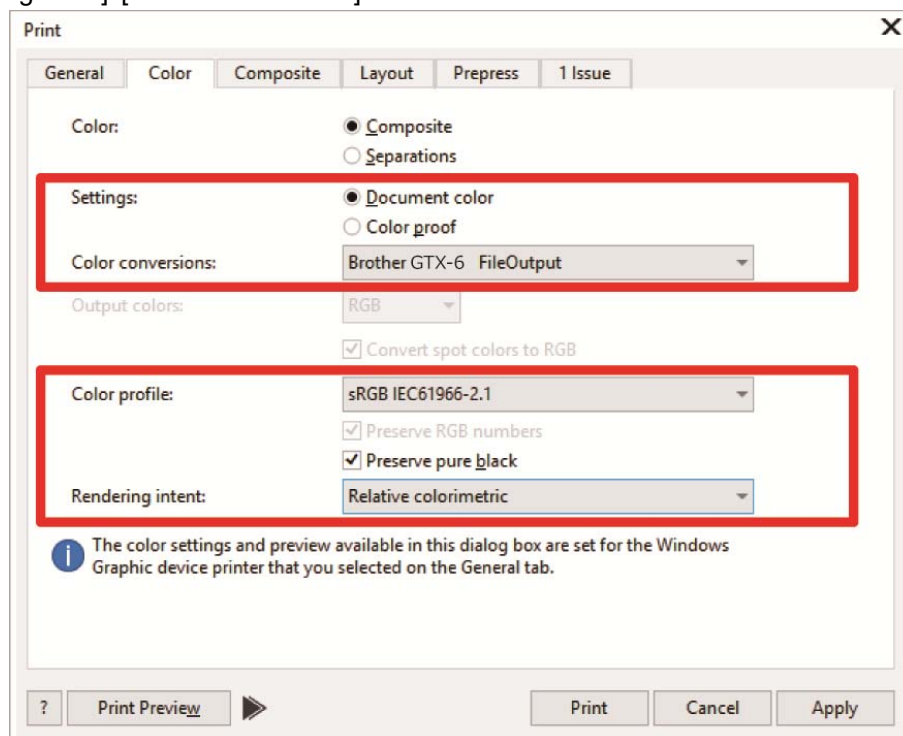 Print
General Color Composite Layout Prepress 1 Issue
Color: Composite
Separations
Settings: Document color
Color proof
Color conversions: Brother GTX-6 FileOutput
Output colors: RGB
Convert spot colors to RGB
Color profile: sRGB IEC61966-2.1
Preserve RGB numbers
Preserve pure black
Rendering intent: Relative colorimetric
The color settings and preview available in this dialog box are set for the Windows
Graphic device printer that you selected on the General tab.
? Print Preview Print Cancel Apply